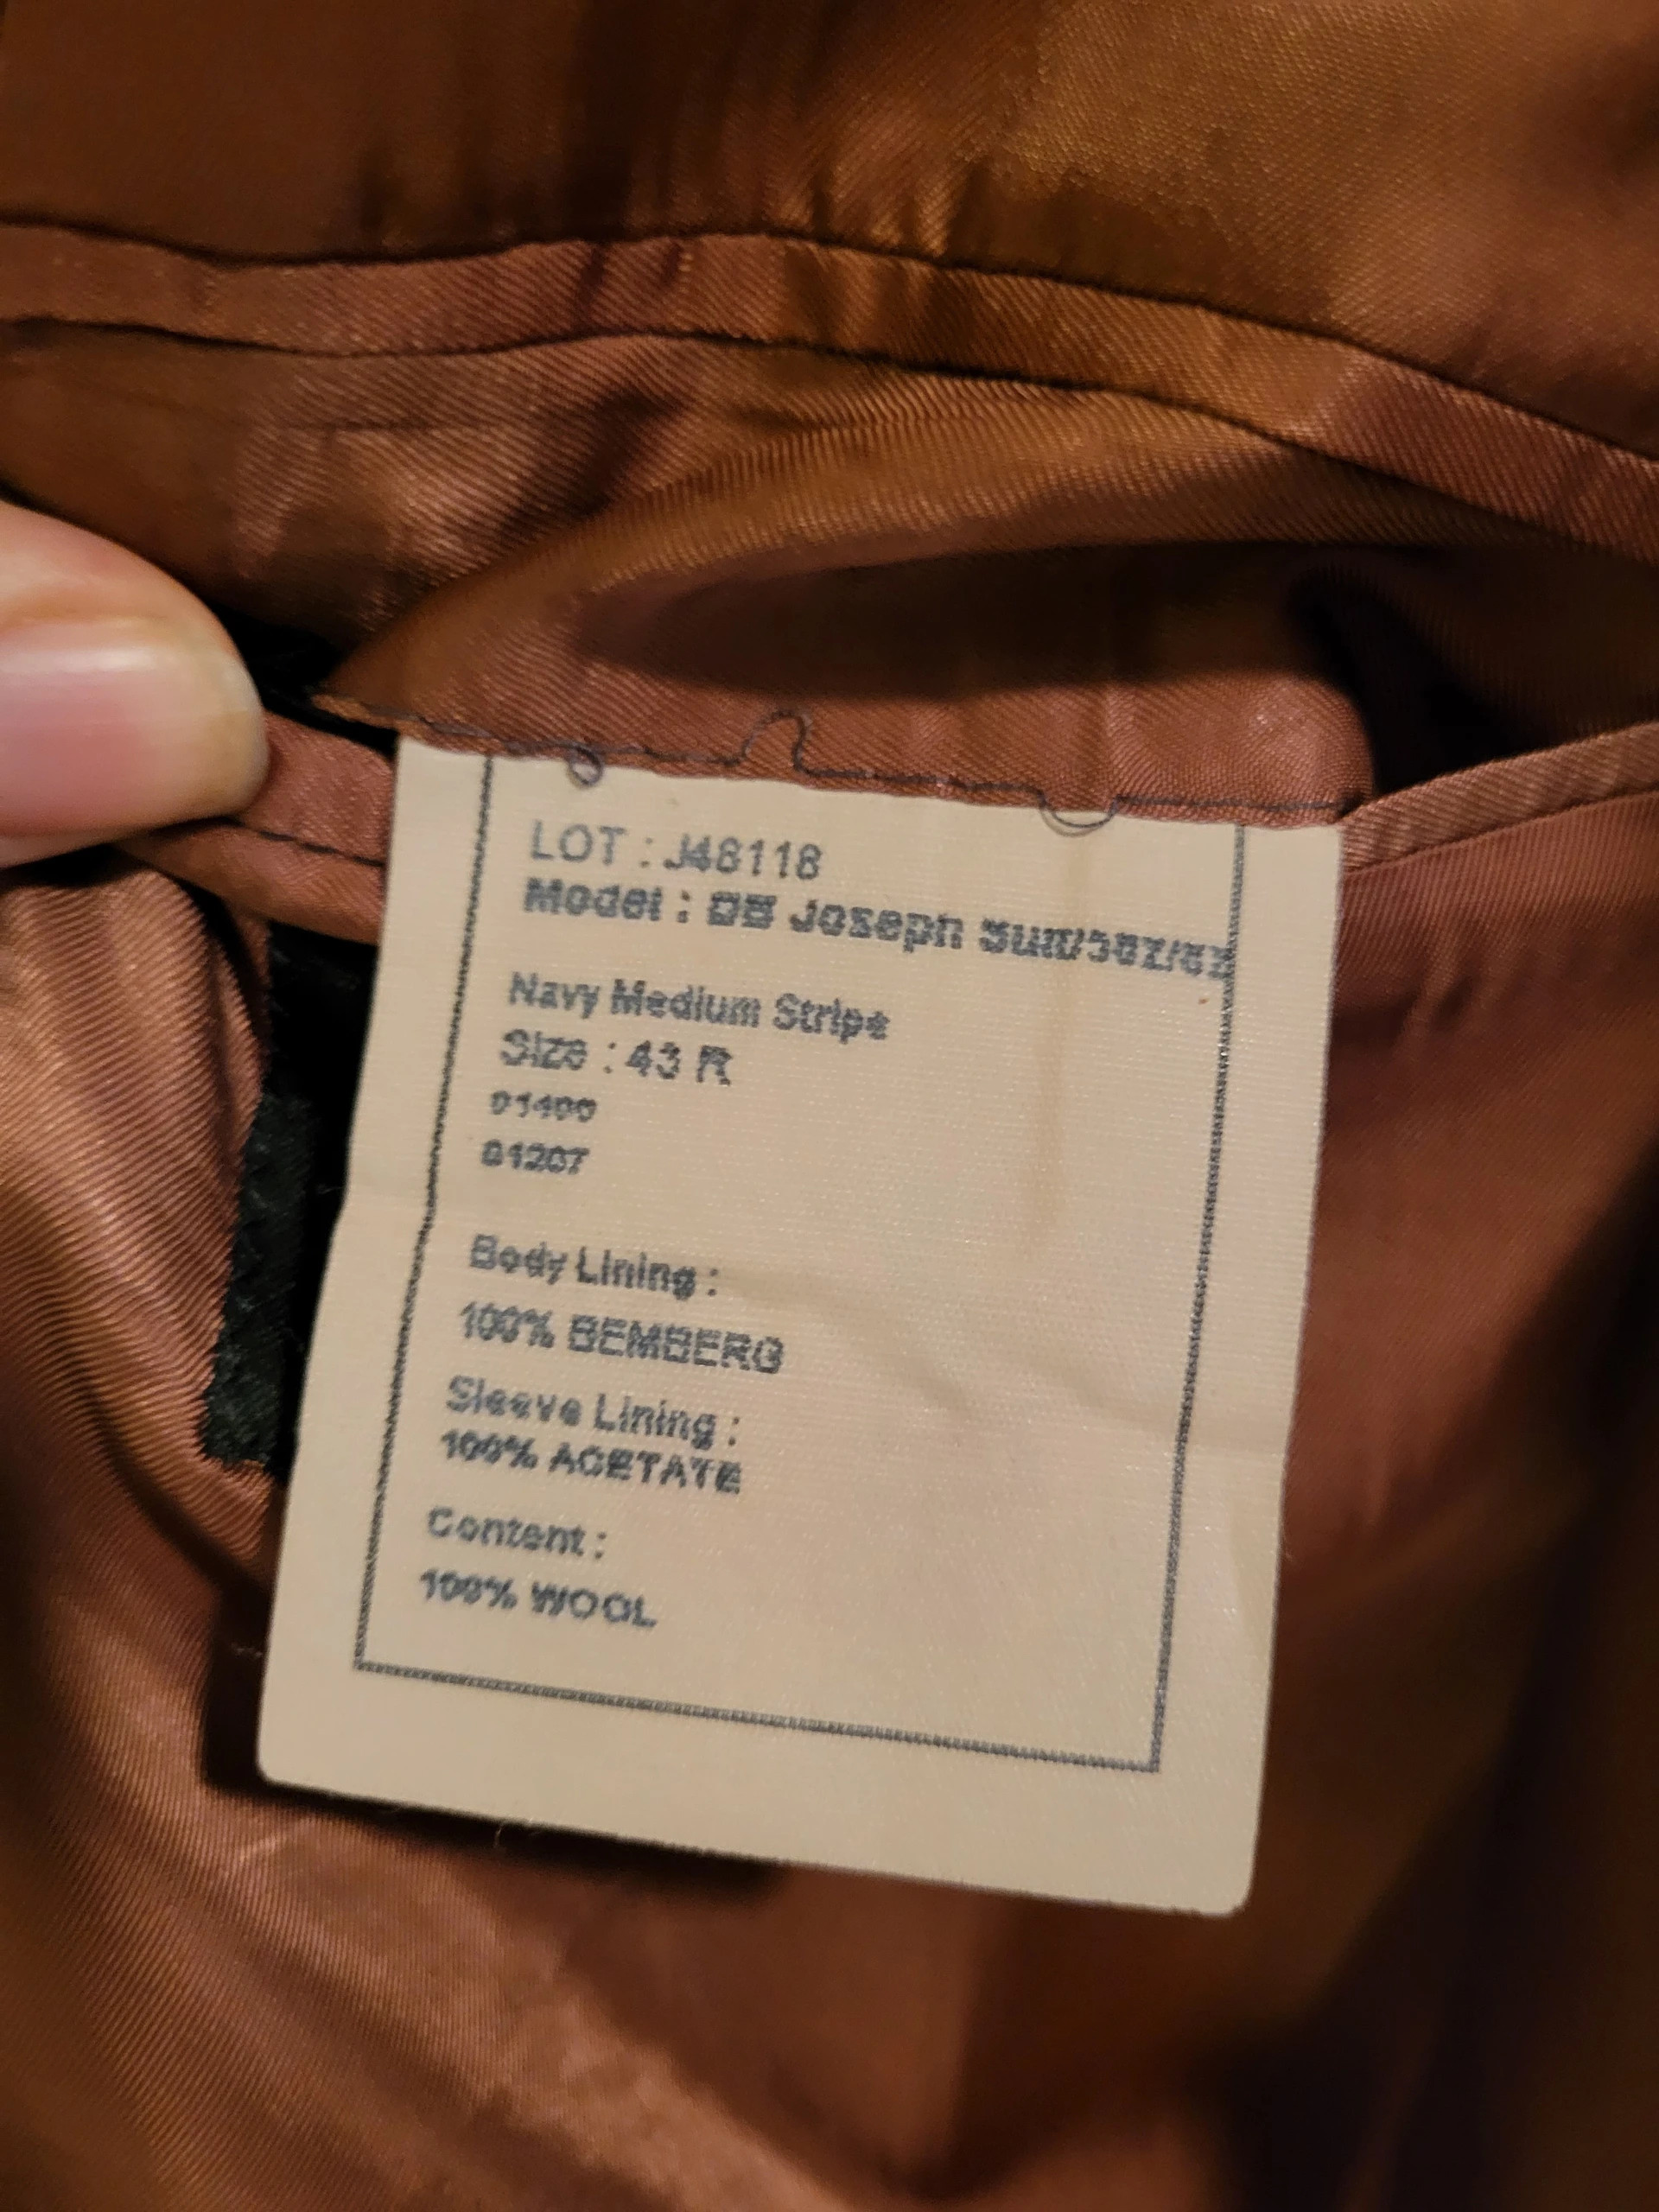 LOT : J48118
Model : DB Joseph
Navy Medium Stripe
Size : 43 R
01207
Body Lining :
100% BEMBERG
Sleeve Lining :
100% ACETATE
Content :
100% WOOL